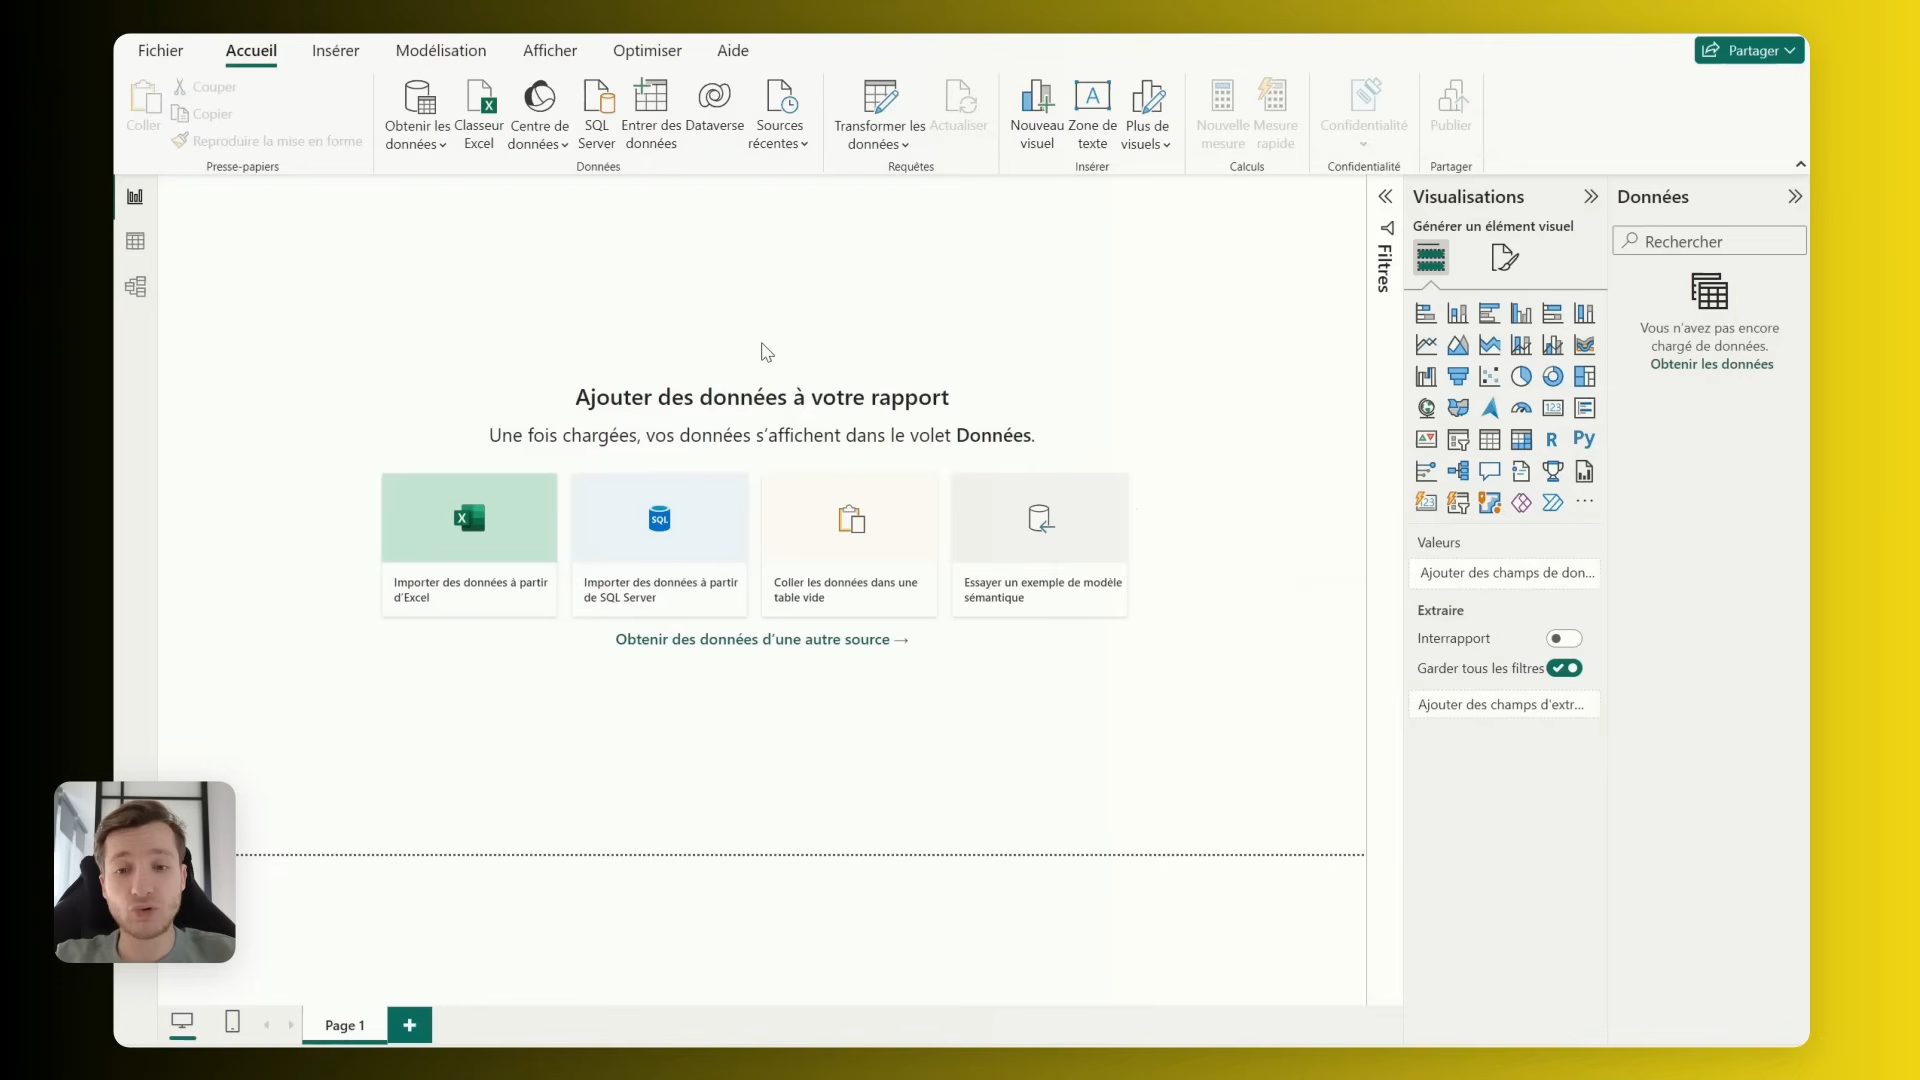 Fichier
Accueil
Insérer
Modélisation
Afficher
Optimiser
Aide
Partager
Coller
Couper
Copier
Reproduire la mise en forme
Presse-papiers
Obtenir les
données
Classeur
Excel
Centre de
données
SQL
Server
Entrer des
données
Dataverse
Sources
récentes
Données
Transformer les
données
Actualiser
Requêtes
Nouveau
visuel
Zone de
texte
Plus de
visuels
Insérer
Nouvelle
mesure
Mesure
rapide
Calculs
Confidentialité
Confidentialité
Publier
Partager
Filtres
Visualisations
Générer un élément visuel
R
Py
123
123
Valeurs
Ajouter des champs de don...
Extraire
Interrapport
Garder tous les filtres
Ajouter des champs d'extr...
Données
Rechercher
Vous n'avez pas encore
chargé de données.
Obtenir les données
Ajouter des données à votre rapport
Une fois chargées, vos données s'affichent dans le volet Données.
X
SQL
Importer des données à partir
d'Excel
Importer des données à partir
de SQL Server
Coller les données dans une
table vide
Essayer un exemple de modèle
sémantique
Obtenir des données d'une autre source →
Page 1